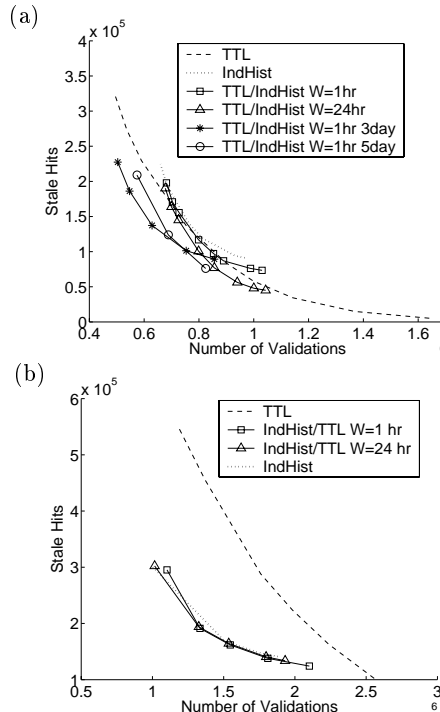 (a)
x 10^5
4
3.5
3
2.5
2
1.5
1
0.5
0
0.4 0.6 0.8 1 1.2 1.4 1.6
Stale Hits
Number of Validations
TTL
IndHist
TTL/IndHist W=1hr
TTL/IndHist W=24hr
TTL/IndHist W=1hr 3day
TTL/IndHist W=1hr 5day
(b)
x 10^5
6
5
4
3
2
1
0.5 1 1.5 2 2.5 3
6
Stale Hits
Number of Validations
TTL
IndHist/TTL W=1 hr
IndHist/TTL W=24 hr
IndHist